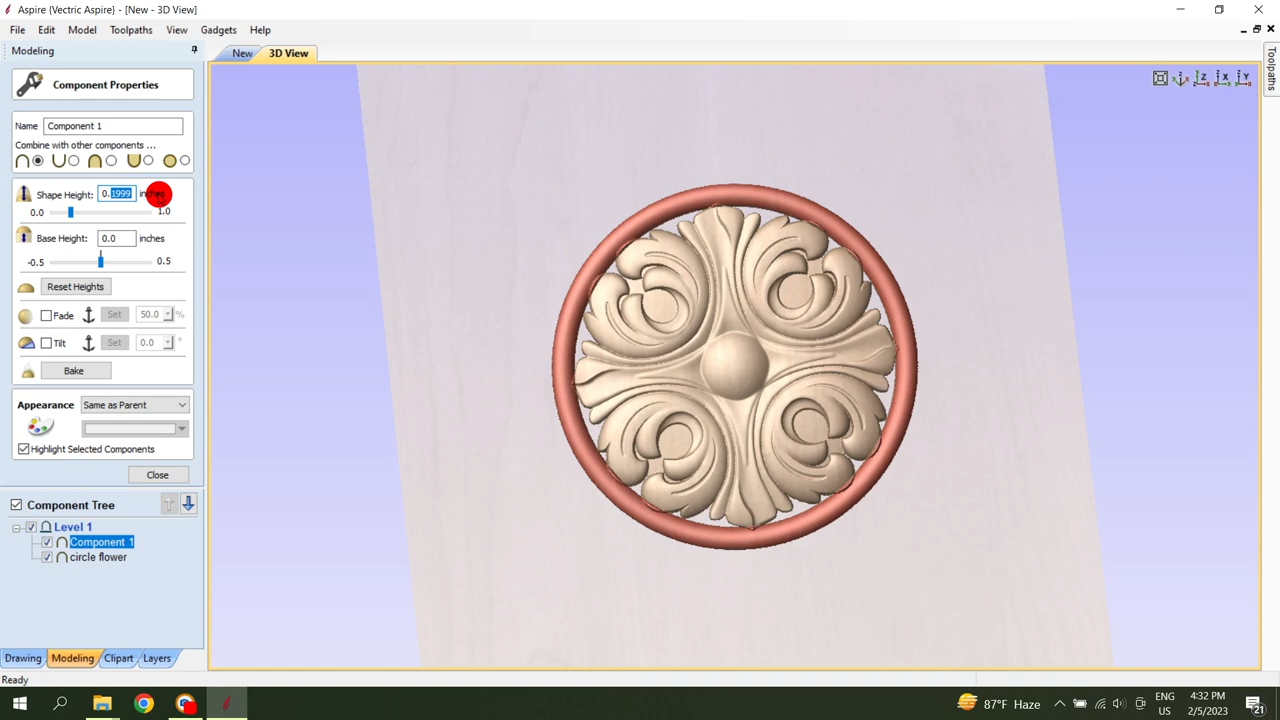 Aspire {Vectric Aspire} - [New - 3D View]
File Edit Model Toolpaths View Gadgets Help
Modeling
New 3D View
Component Properties
Name Component 1
Combine with other components ...
Shape Height: 0.1999
0.0 1.0
Base Height: 0.0 inches
-0.5 0.5
Reset Heights
Fade Set 50.0 %
Tilt Set 0.0 °
Bake
Appearance Same as Parent
Highlight Selected Components
Close
Component Tree
Level 1
Component 1
circle flower
Drawing Modeling Clipart Layers
Ready
Toolpaths
Z X Y
87°F Haze
ENG
US
4:32 PM
2/5/2023
21